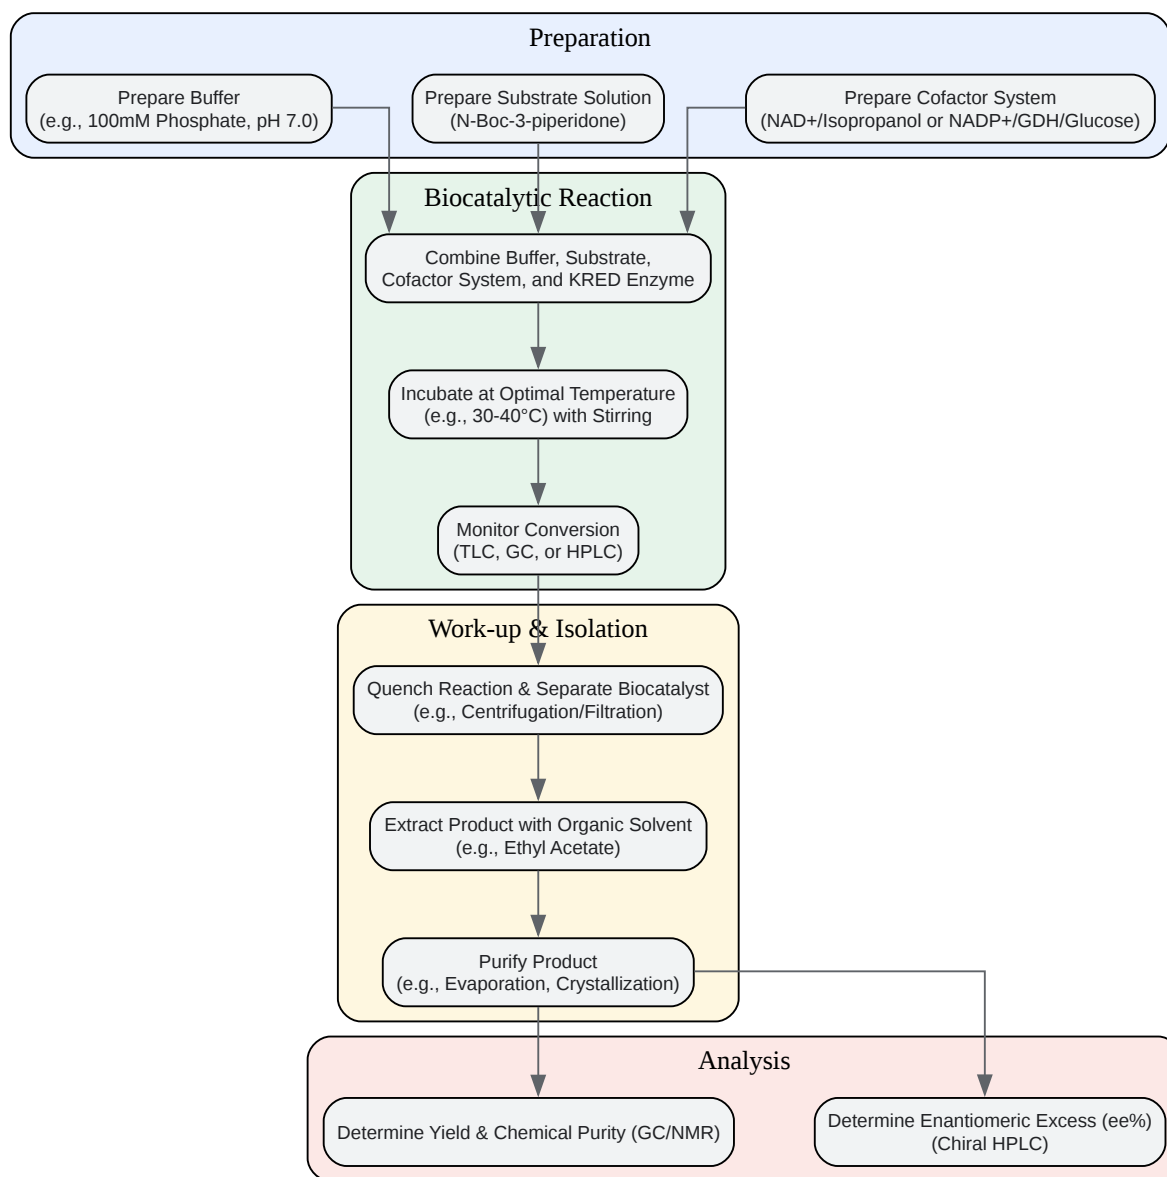 Preparation
Prepare Buffer
(e.g., 100mM Phosphate, pH 7.0)
Prepare Substrate Solution
(N-Boc-3-piperidone)
Prepare Cofactor System
(NAD+/Isopropanol or NADP+/GDH/Glucose)
Biocatalytic Reaction
Combine Buffer, Substrate,
Cofactor System, and KRED Enzyme
Incubate at Optimal Temperature
(e.g., 30-40°C) with Stirring
Monitor Conversion
(TLC, GC, or HPLC)
Work-up & Isolation
Quench Reaction & Separate Biocatalyst
(e.g., Centrifugation/Filtration)
Extract Product with Organic Solvent
(e.g., Ethyl Acetate)
Purify Product
(e.g., Evaporation, Crystallization)
Analysis
Determine Yield & Chemical Purity (GC/NMR)
Determine Enantiomeric Excess (ee%)
(Chiral HPLC)